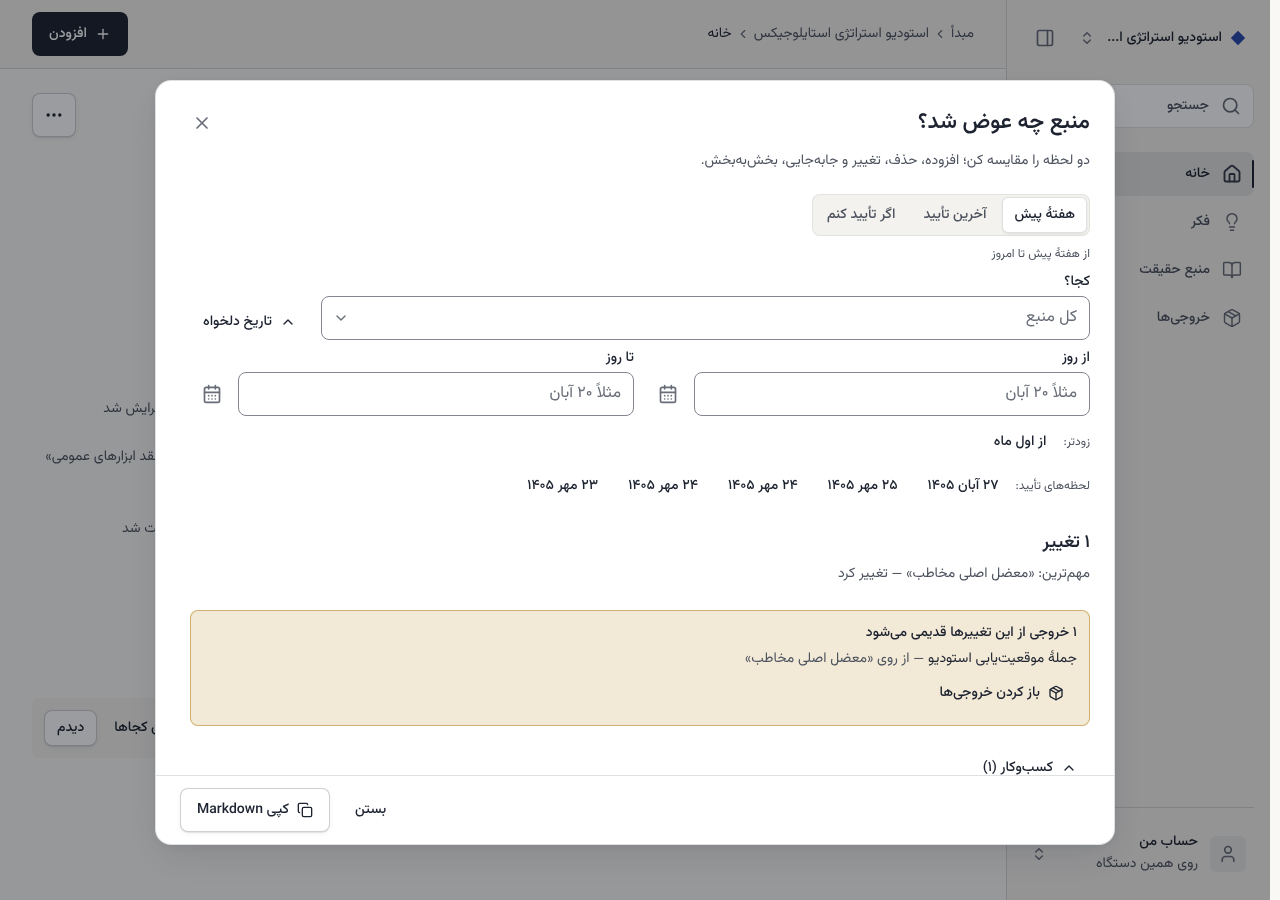 استودیو استراتژی ا...
مبدأ › استودیو استراتژی استایلوجیکس › خانه
افزودن
جستجو
خانه
فکر
منبع حقیقت
خروجی‌ها
منبع چه عوض شد؟
دو لحظه را مقایسه کن؛ افزوده، حذف، تغییر و جابه‌جایی، بخش‌به‌بخش.
هفتهٔ پیش آخرین تأیید اگر تأیید کنم
از هفتهٔ پیش تا امروز
کجا؟
کل منبع
تاریخ دلخواه
از روز تا روز
مثلاً ۲۰ آبان مثلاً ۲۰ آبان
زودتر: از اول ماه
لحظه‌های تأیید: ۲۷ آبان ۱۴۰۵ ۲۵ مهر ۱۴۰۵ ۲۴ مهر ۱۴۰۵ ۲۴ مهر ۱۴۰۵ ۲۳ مهر ۱۴۰۵
۱ تغییر
مهم‌ترین: «معضل اصلی مخاطب» — تغییر کرد
۱ خروجی از این تغییرها قدیمی می‌شود
جملهٔ موقعیت‌یابی استودیو — از روی «معضل اصلی مخاطب»
باز کردن خروجی‌ها
کسب‌وکار (۱)
بستن
کپی Markdown
شد
ابزارهای عمومی»
شد
کجاها
دیدم
حساب من
روی همین دستگاه